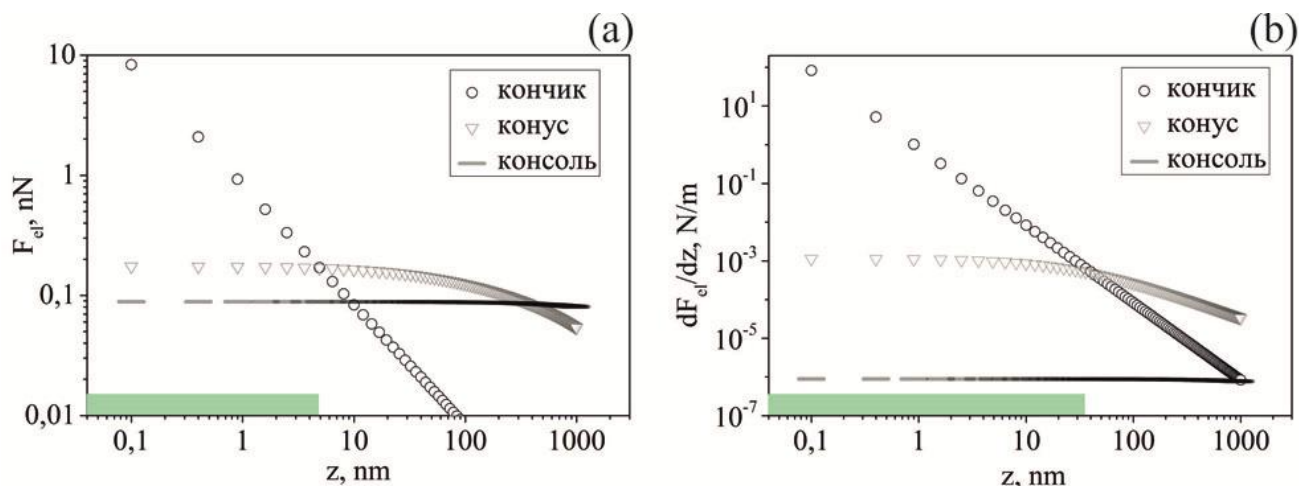 (a)
10
1
0,1
0,01
F_el, nN
кончик
конус
консоль
0,1
1
10
100
1000
z, nm
(b)
10^1
10^-1
10^-3
10^-5
10^-7
dF_el/dz, N/m
кончик
конус
консоль
0,1
1
10
100
1000
z, nm